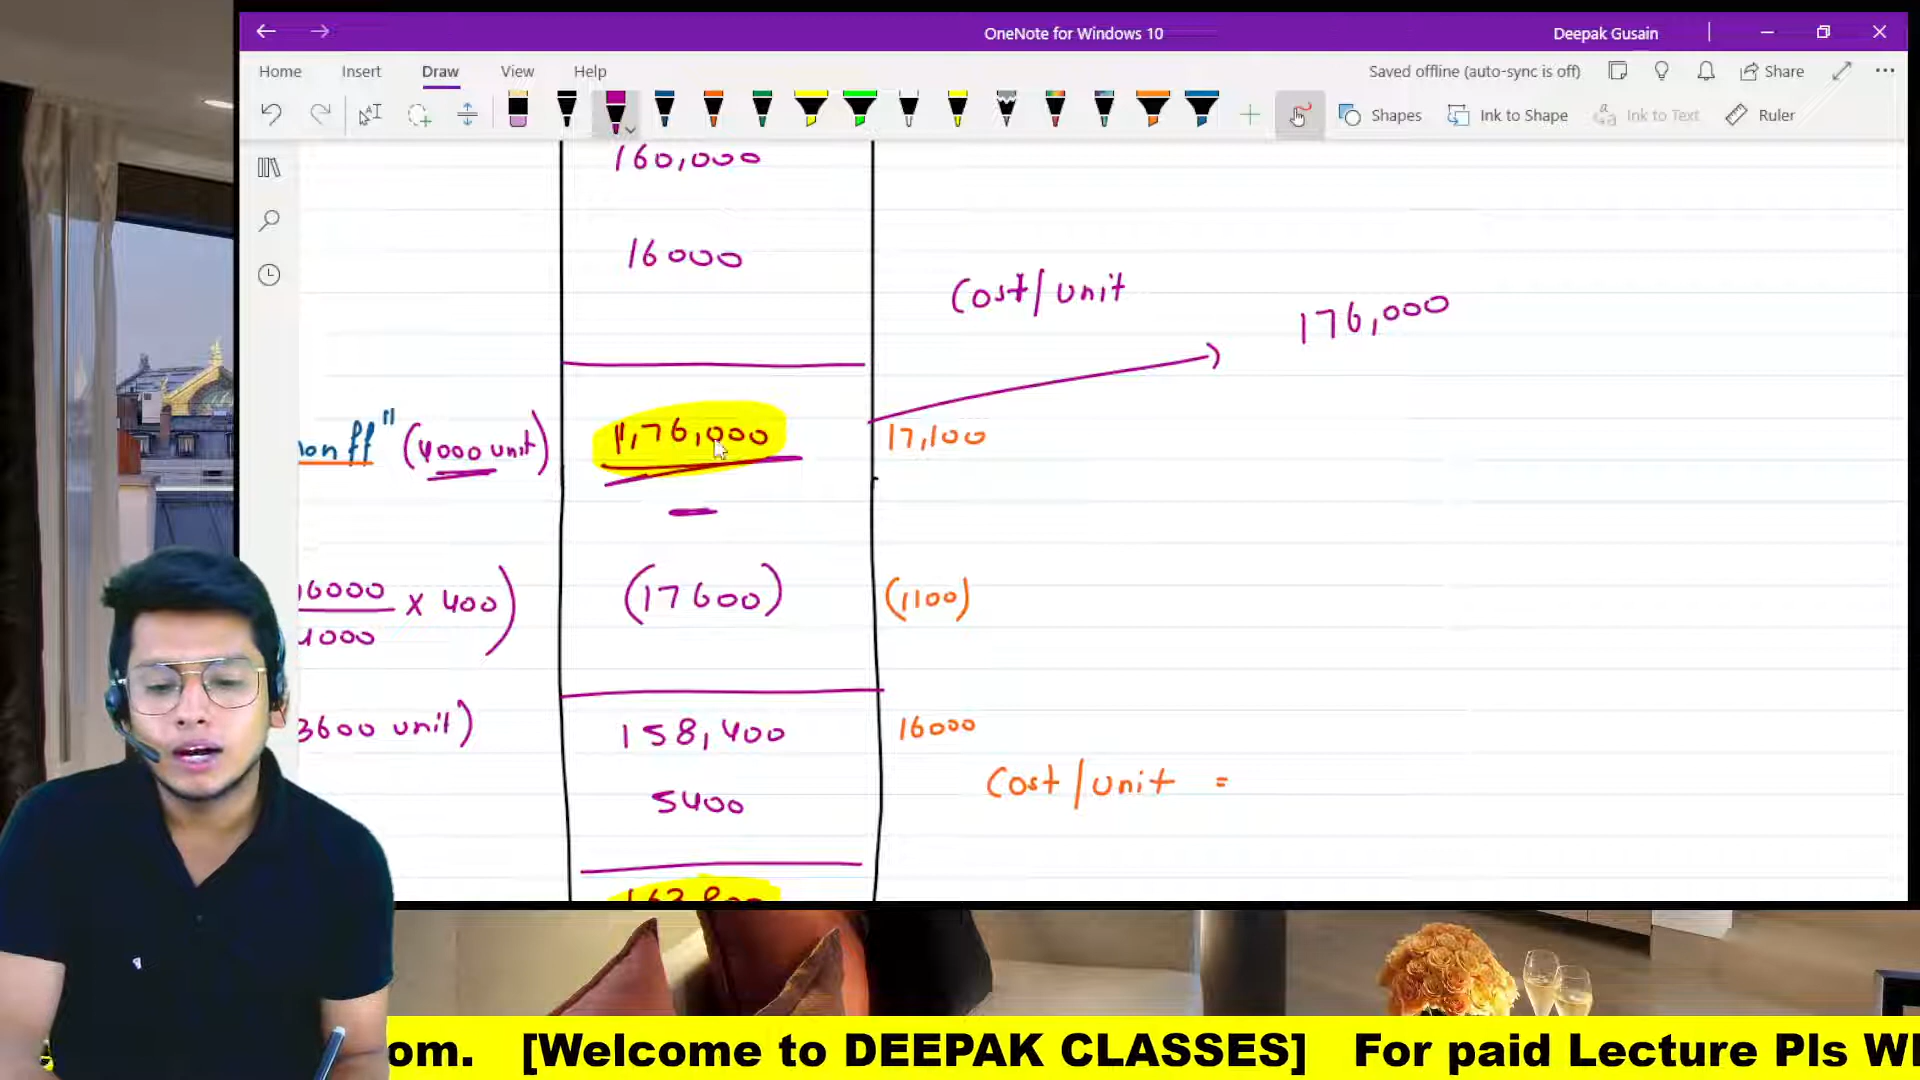 OneNote for Windows 10
Deepak Gusain
Home Insert Draw View Help
Saved offline (auto-sync is off)
Share
Shapes
Ink to Shape
Ink to Text
Ruler
160,000
16000
Cost/unit
176,000
on ff" (4000 unit)
1,76,000
17,100
16000
4000
x 400)
(17600)
(1100)
3600 unit)
158,400
16000
Cost/unit =
5400
om. [Welcome to DEEPAK CLASSES] For paid Lecture Pls